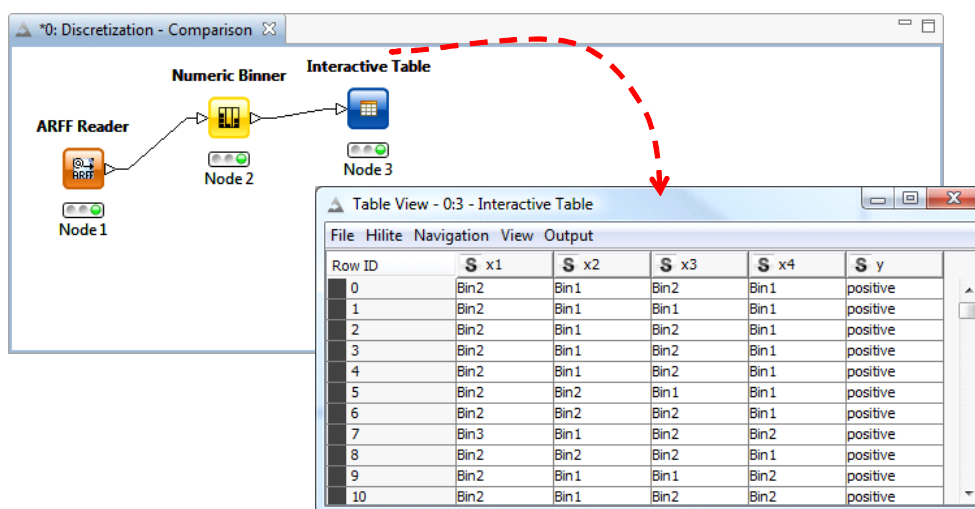 *0: Discretization - Comparison
Interactive Table
Numeric Binner
ARFF Reader
ARFF
Node 3
Node 2
Node 1
Table View - 0:3 - Interactive Table
File Hilite Navigation View Output
Row ID S x1 S x2 S x3 S x4 S y
0 Bin2 Bin1 Bin2 Bin1 positive
1 Bin2 Bin1 Bin1 Bin1 positive
2 Bin2 Bin1 Bin2 Bin1 positive
3 Bin2 Bin1 Bin2 Bin1 positive
4 Bin2 Bin1 Bin2 Bin1 positive
5 Bin2 Bin2 Bin1 Bin1 positive
6 Bin2 Bin2 Bin2 Bin1 positive
7 Bin3 Bin1 Bin2 Bin2 positive
8 Bin2 Bin2 Bin2 Bin1 positive
9 Bin2 Bin1 Bin1 Bin2 positive
10 Bin2 Bin1 Bin2 Bin2 positive